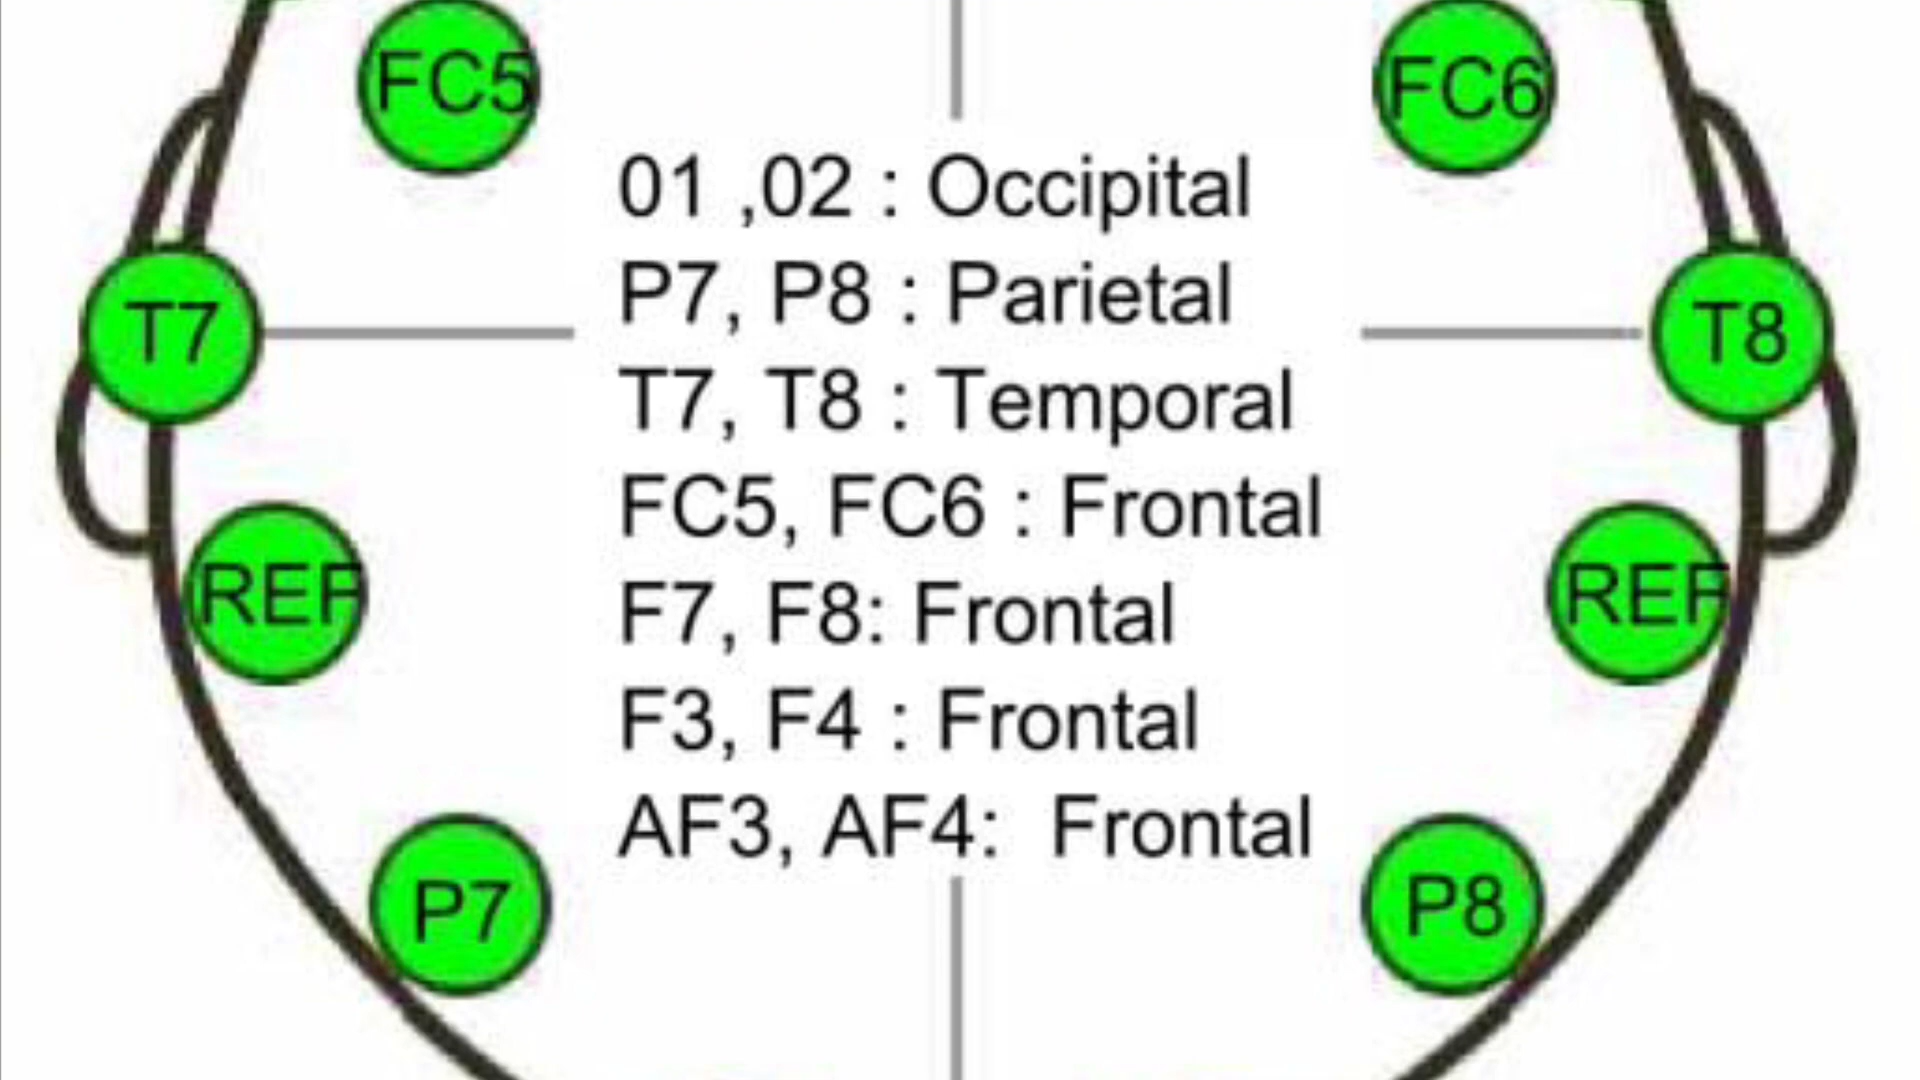 FC5
FC6
01 ,02 : Occipital
P7, P8 : Parietal
T7
T8
T7, T8 : Temporal
FC5, FC6 : Frontal
REF
REF
F7, F8: Frontal
F3, F4 : Frontal
AF3, AF4:  Frontal
P7
P8